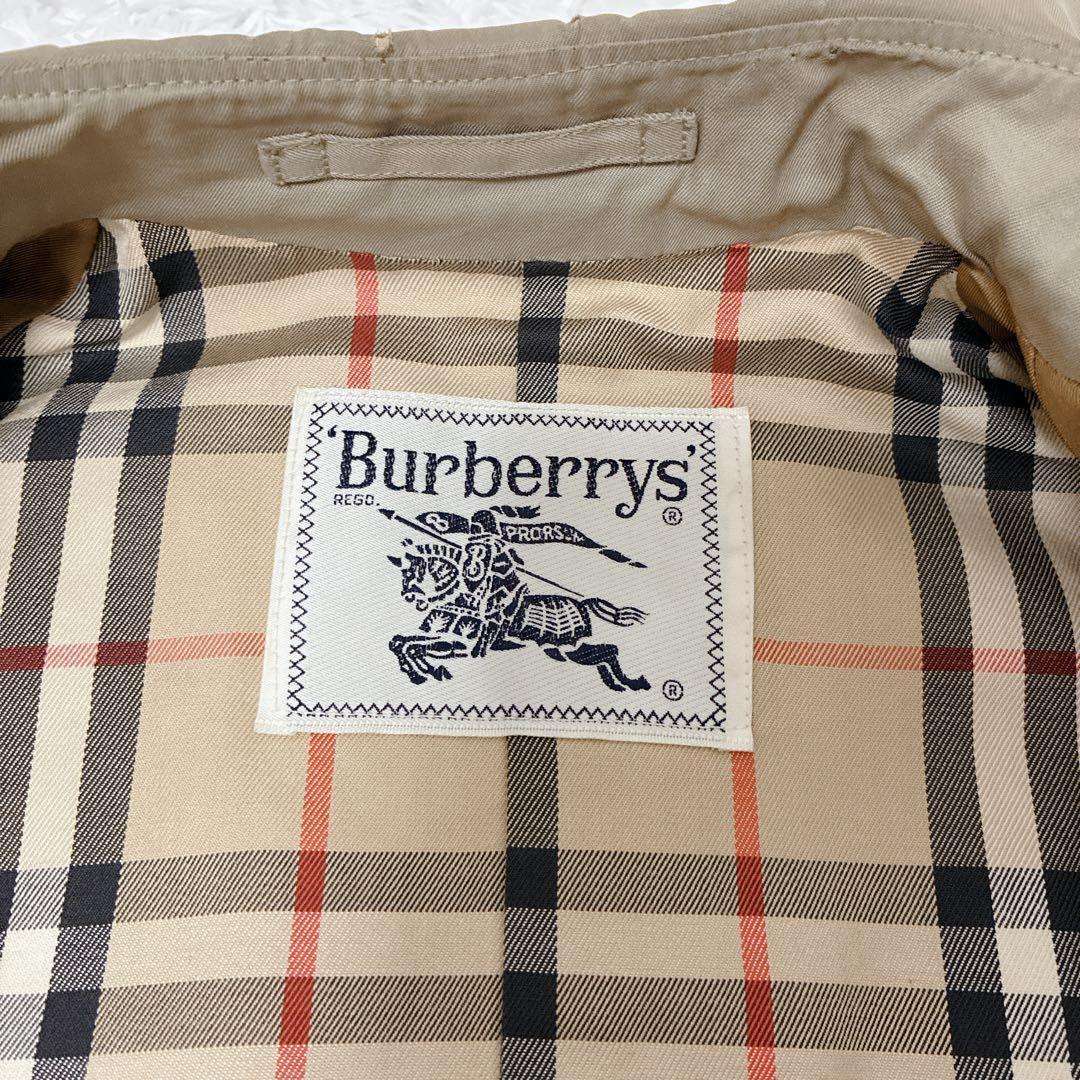 'Burberrys'
REGD. ®
B PRORSUM
B
®